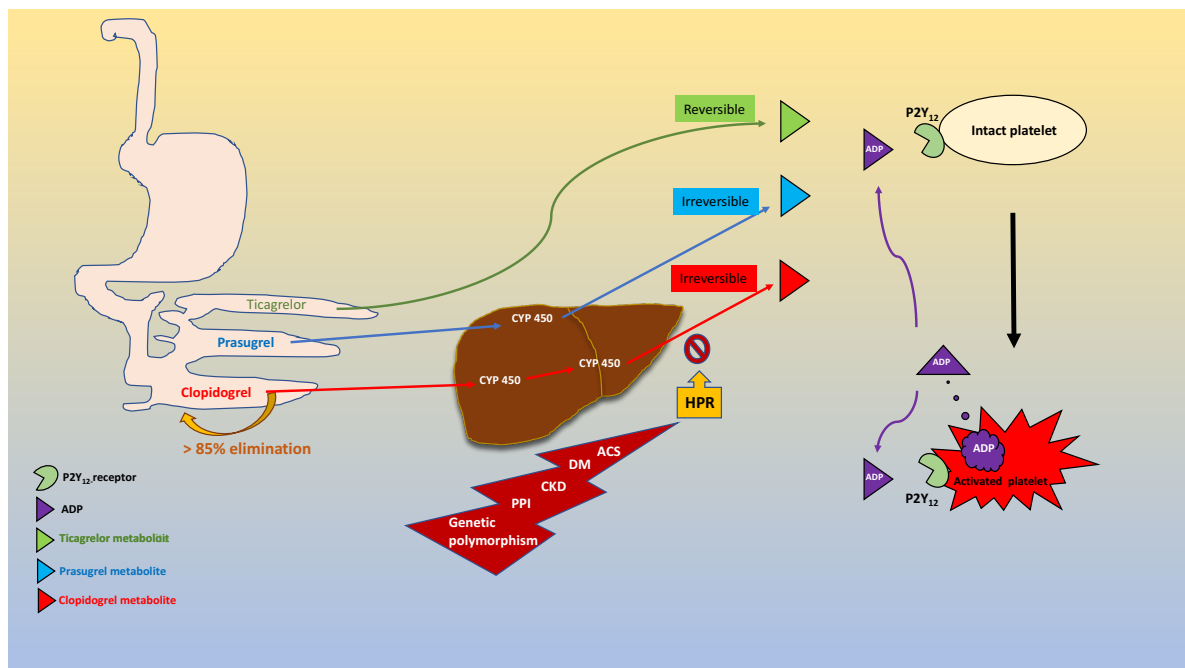 Reversible
P2Y12
Intact platelet
ADP
Irreversible
Irreversible
Ticagrelor
CYP 450
Prasugrel
CYP 450
CYP 450
ADP
Clopidogrel
HPR
> 85% elimination
ACS
DM
CKD
PPI
Genetic
polymorphism
ADP
ADP
Activated platelet
P2Y12
P2Y12 receptor
ADP
Ticagrelor metabolit
Prasugrel metabolite
Clopidogrel metabolite